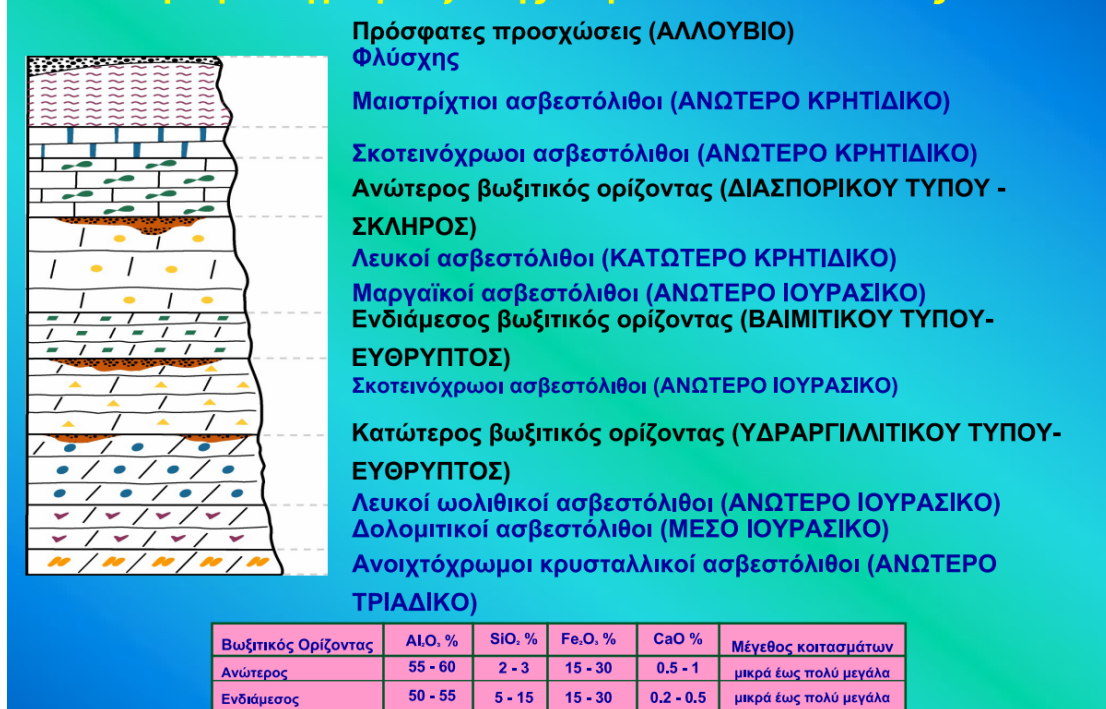 Πρόσφατες προσχώσεις (ΑΛΛΟΥΒΙΟ)
Φλύσχης
Μαιστρίχτιοι ασβεστόλιθοι (ΑΝΩΤΕΡΟ ΚΡΗΤΙΔΙΚΟ)
Σκοτεινόχρωοι ασβεστόλιθοι (ΑΝΩΤΕΡΟ ΚΡΗΤΙΔΙΚΟ)
Ανώτερος βωξιτικός ορίζοντας (ΔΙΑΣΠΟΡΙΚΟΥ ΤΥΠΟΥ -
ΣΚΛΗΡΟΣ)
Λευκοί ασβεστόλιθοι (ΚΑΤΩΤΕΡΟ ΚΡΗΤΙΔΙΚΟ)
Μαργαϊκοί ασβεστόλιθοι (ΑΝΩΤΕΡΟ ΙΟΥΡΑΣΙΚΟ)
Ενδιάμεσος βωξιτικός ορίζοντας (ΒΑΙΜΙΤΙΚΟΥ ΤΥΠΟΥ-
ΕΥΘΡΥΠΤΟΣ)
Σκοτεινόχρωοι ασβεστόλιθοι (ΑΝΩΤΕΡΟ ΙΟΥΡΑΣΙΚΟ)
Κατώτερος βωξιτικός ορίζοντας (ΥΔΡΑΡΓΙΛΛΙΤΙΚΟΥ ΤΥΠΟΥ-
ΕΥΘΡΥΠΤΟΣ)
Λευκοί ωολιθικοί ασβεστόλιθοι (ΑΝΩΤΕΡΟ ΙΟΥΡΑΣΙΚΟ)
Δολομιτικοί ασβεστόλιθοι (ΜΕΣΟ ΙΟΥΡΑΣΙΚΟ)
Ανοιχτόχρωμοι κρυσταλλικοί ασβεστόλιθοι (ΑΝΩΤΕΡΟ
ΤΡΙΑΔΙΚΟ)
Βωξιτικός Ορίζοντας Al₂O₃ % SiO₂ % Fe₂O₃ % CaO % Μέγεθος κοιτασμάτων
Ανώτερος 55 - 60 2 - 3 15 - 30 0.5 - 1 μικρά έως πολύ μεγάλα
Ενδιάμεσος 50 - 55 5 - 15 15 - 30 0.2 - 0.5 μικρά έως πολύ μεγάλα